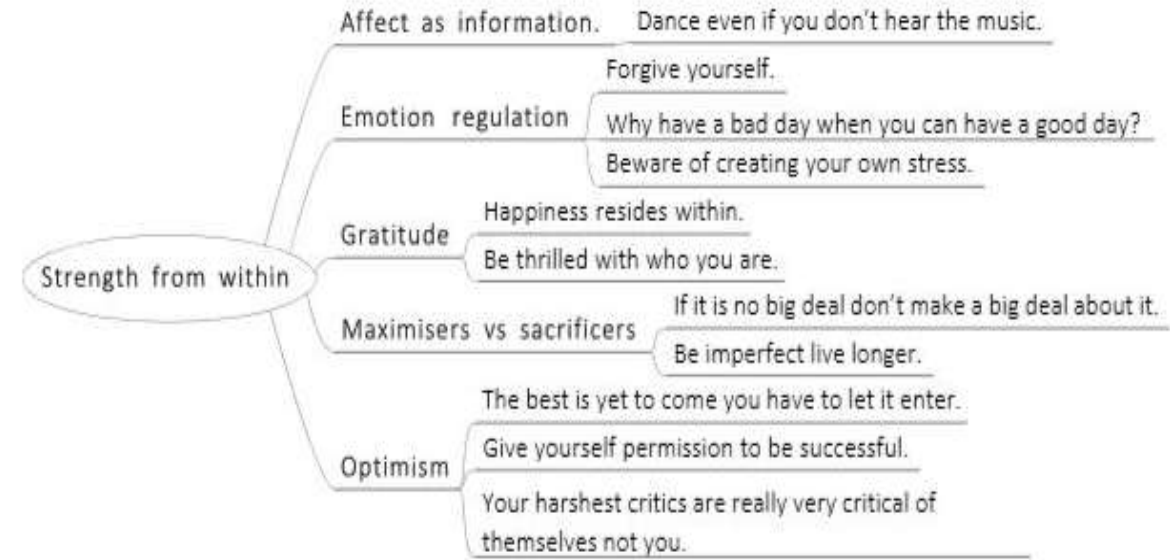 Strength from within
Affect as information.
Dance even if you don't hear the music.
Emotion regulation
Forgive yourself.
Why have a bad day when you can have a good day?
Beware of creating your own stress.
Gratitude
Happiness resides within.
Be thrilled with who you are.
Maximisers vs sacrificers
If it is no big deal don't make a big deal about it.
Be imperfect live longer.
Optimism
The best is yet to come you have to let it enter.
Give yourself permission to be successful.
Your harshest critics are really very critical of
themselves not you.